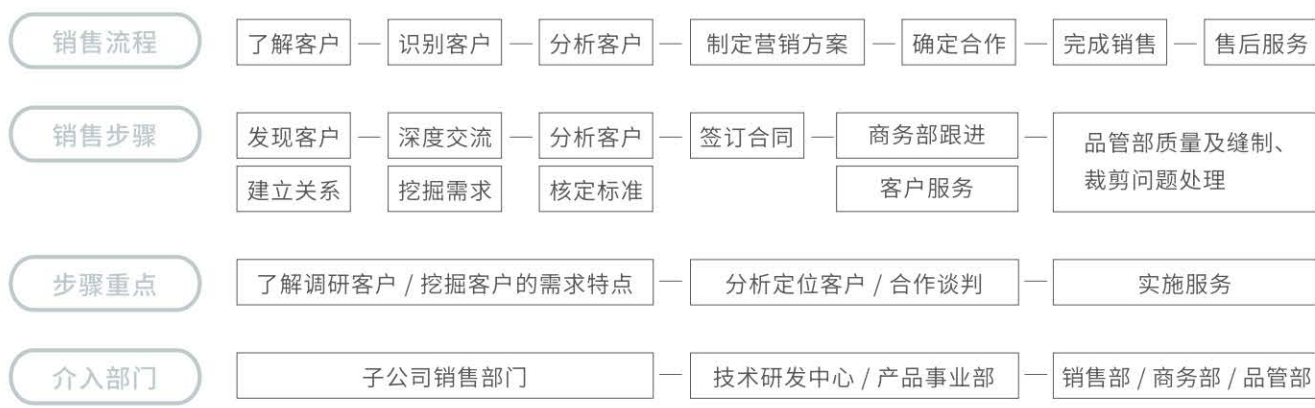 销售流程 了解客户 识别客户 分析客户 制定营销方案 确定合作 完成销售 售后服务
销售步骤 发现客户 深度交流 分析客户 签订合同 商务部跟进 品管部质量及缝制、
建立关系 挖掘需求 核定标准 客户服务 裁剪问题处理
步骤重点 了解调研客户 / 挖掘客户的需求特点 分析定位客户 / 合作谈判 实施服务
介入部门 子公司销售部门 技术研发中心 / 产品事业部 销售部 / 商务部 / 品管部